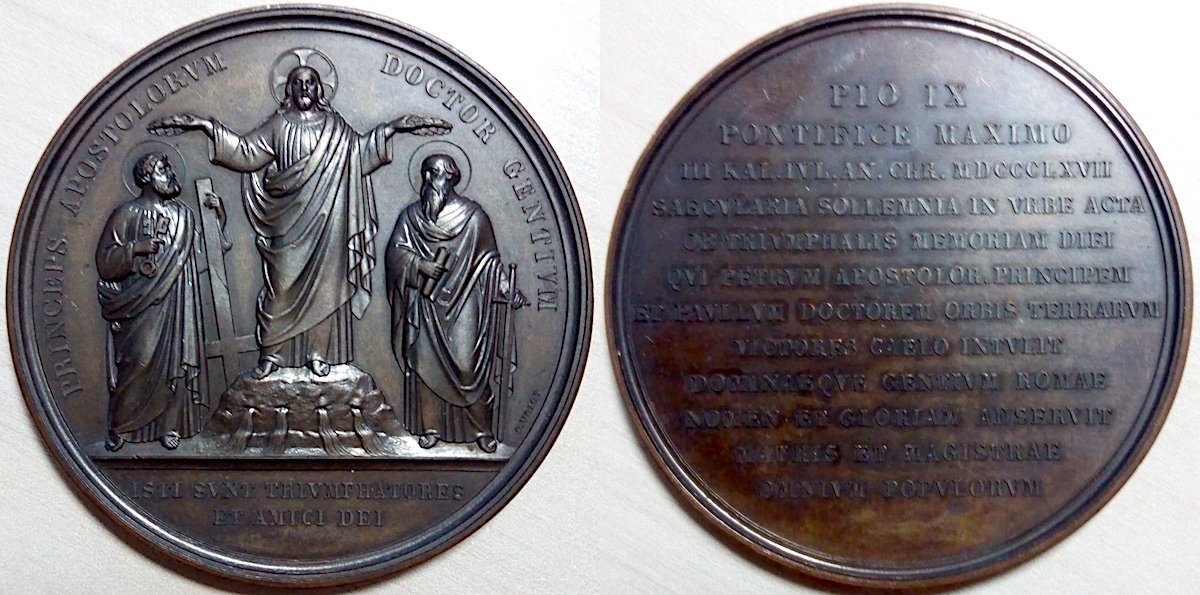 PRINCEPS APOSTOLORVM
DOCTOR GENTIVM
ISTI SVNT TRIVMPHATORES
ET AMICI DEI
PIO IX
PONTIFICE MAXIMO
III KAL. IVL. AN. CHR. MDCCCLXVII
SAECVLARIA SOLLEMNIA IN VRBE ACTA
OB TRIVMPHALIS MEMORIAM DIEI
QVI PETRVM APOSTOLOR. PRINCIPEM
ET PAVLLVM DOCTOREM ORBIS TERRARVM
VICTORES CAELO INTVLIT
DOMINAEQVE GENTIVM ROMAE
NOMEN ET GLORIAM ADSERVIT
MATRIS ET MAGISTRAE
OMNIVM POPVLORVM